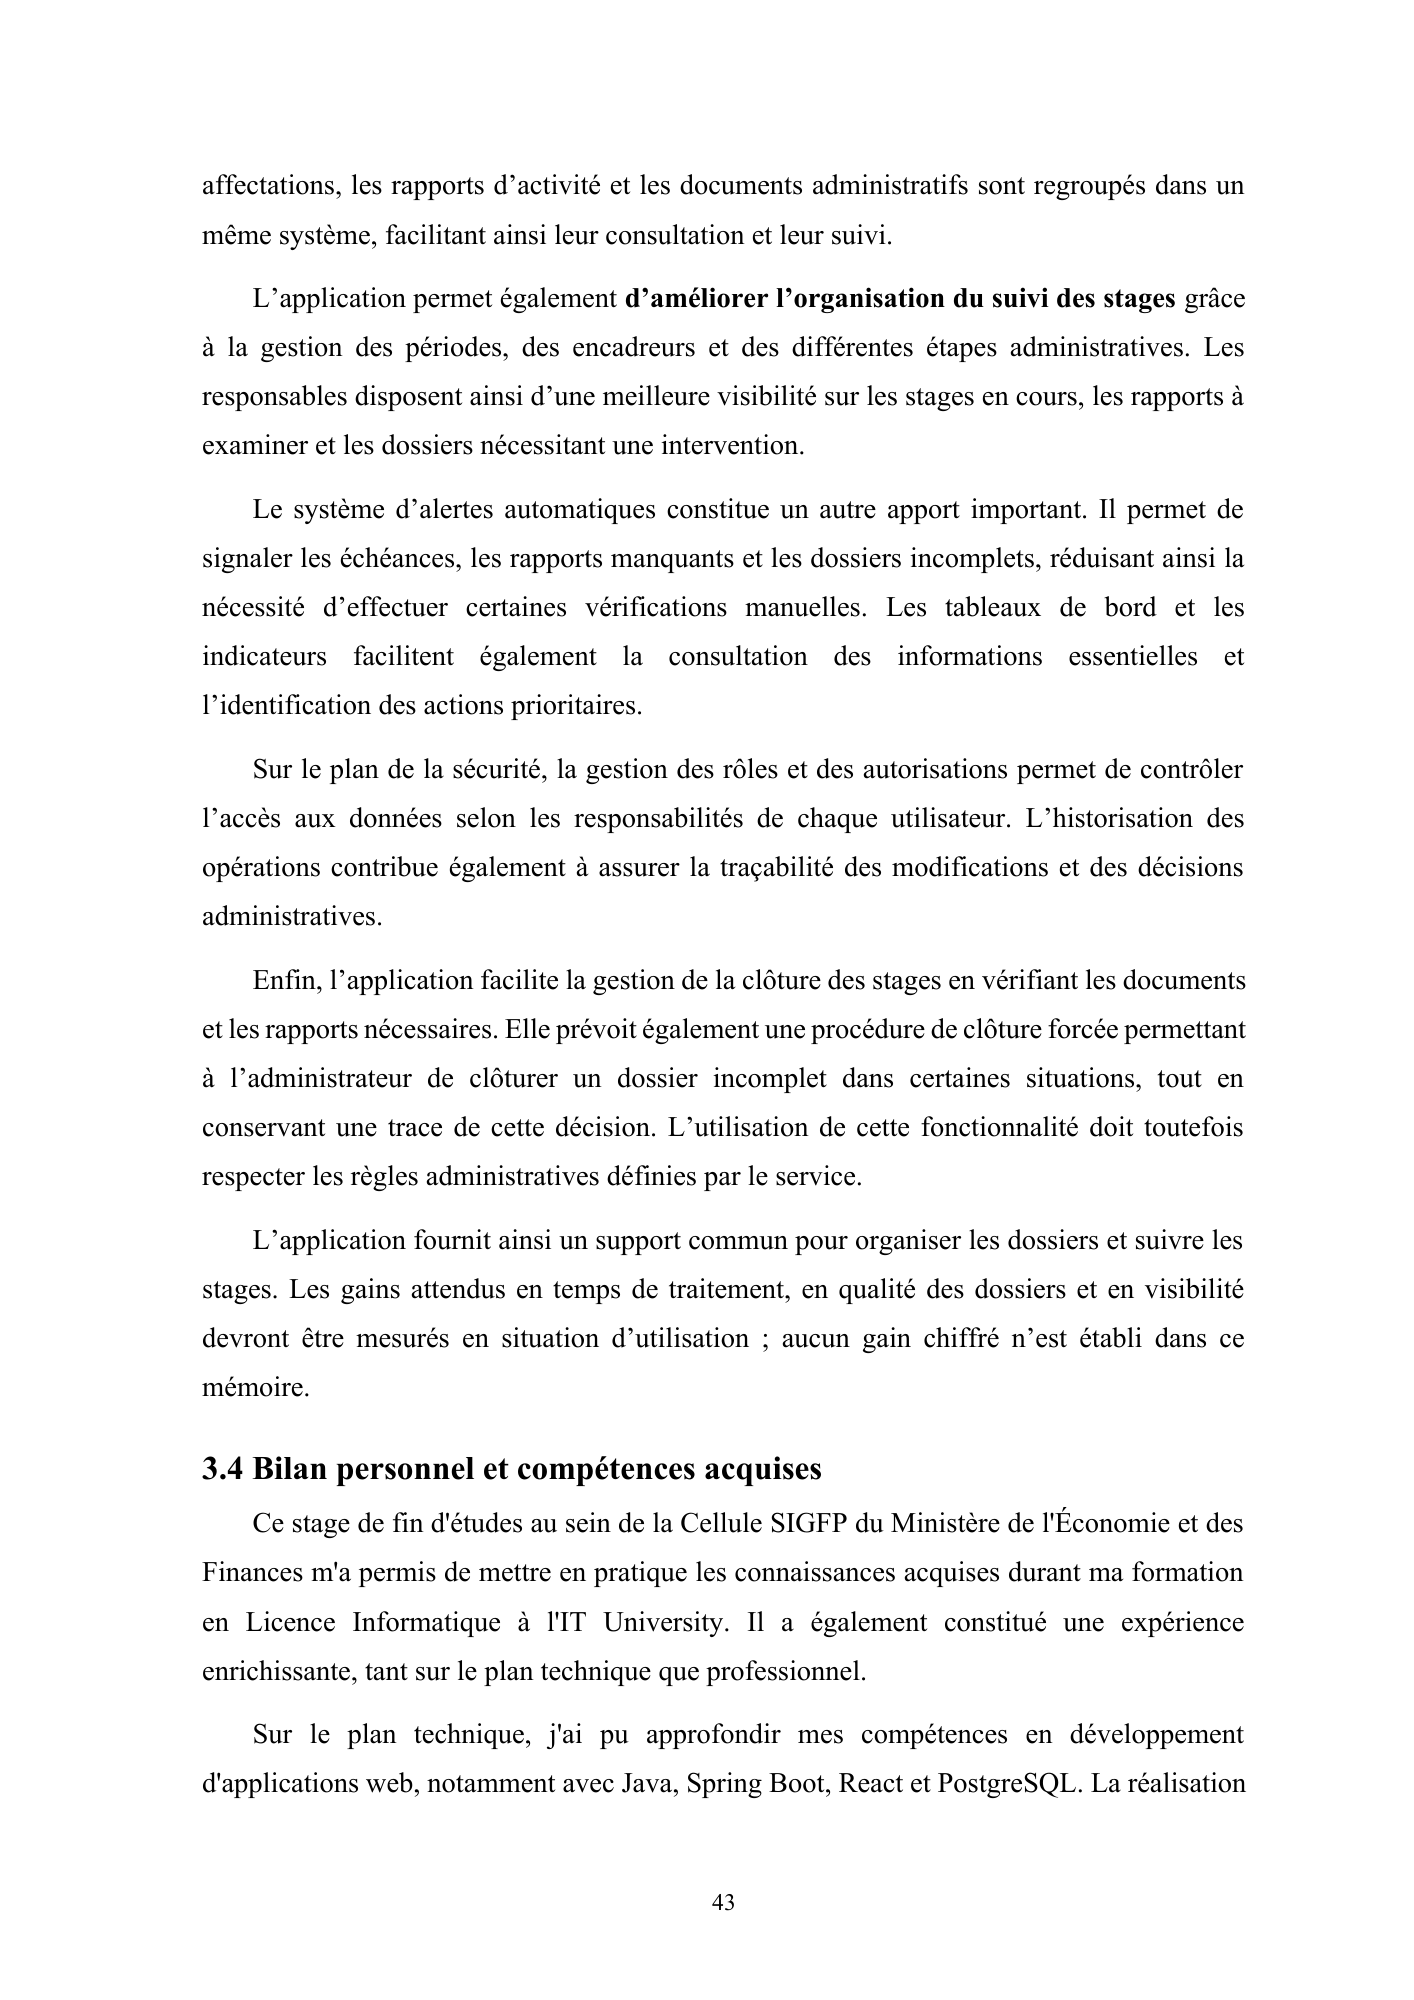 affectations, les rapports d’activité et les documents administratifs sont regroupés dans un
même système, facilitant ainsi leur consultation et leur suivi.
L’application permet également d’améliorer l’organisation du suivi des stages grâce
à la gestion des périodes, des encadreurs et des différentes étapes administratives. Les
responsables disposent ainsi d’une meilleure visibilité sur les stages en cours, les rapports à
examiner et les dossiers nécessitant une intervention.
Le système d’alertes automatiques constitue un autre apport important. Il permet de
signaler les échéances, les rapports manquants et les dossiers incomplets, réduisant ainsi la
nécessité d’effectuer certaines vérifications manuelles. Les tableaux de bord et les
indicateurs facilitent également la consultation des informations essentielles et
l’identification des actions prioritaires.
Sur le plan de la sécurité, la gestion des rôles et des autorisations permet de contrôler
l’accès aux données selon les responsabilités de chaque utilisateur. L’historisation des
opérations contribue également à assurer la traçabilité des modifications et des décisions
administratives.
Enfin, l’application facilite la gestion de la clôture des stages en vérifiant les documents
et les rapports nécessaires. Elle prévoit également une procédure de clôture forcée permettant
à l’administrateur de clôturer un dossier incomplet dans certaines situations, tout en
conservant une trace de cette décision. L’utilisation de cette fonctionnalité doit toutefois
respecter les règles administratives définies par le service.
L’application fournit ainsi un support commun pour organiser les dossiers et suivre les
stages. Les gains attendus en temps de traitement, en qualité des dossiers et en visibilité
devront être mesurés en situation d’utilisation ; aucun gain chiffré n’est établi dans ce
mémoire.
3.4 Bilan personnel et compétences acquises
Ce stage de fin d'études au sein de la Cellule SIGFP du Ministère de l'Économie et des
Finances m'a permis de mettre en pratique les connaissances acquises durant ma formation
en Licence Informatique à l'IT University. Il a également constitué une expérience
enrichissante, tant sur le plan technique que professionnel.
Sur le plan technique, j'ai pu approfondir mes compétences en développement
d'applications web, notamment avec Java, Spring Boot, React et PostgreSQL. La réalisation
43